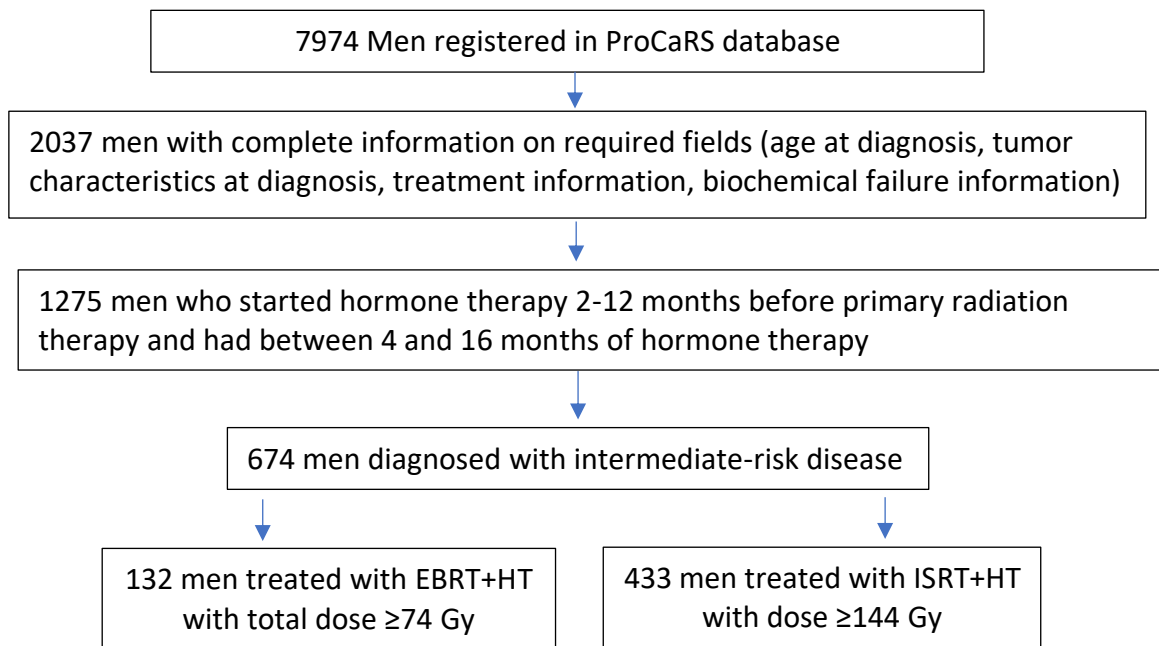 7974 Men registered in ProCaRS database
2037 men with complete information on required fields (age at diagnosis, tumor
characteristics at diagnosis, treatment information, biochemical failure information)
1275 men who started hormone therapy 2-12 months before primary radiation
therapy and had between 4 and 16 months of hormone therapy
674 men diagnosed with intermediate-risk disease
132 men treated with EBRT+HT
with total dose ≥74 Gy
433 men treated with ISRT+HT
with dose ≥144 Gy